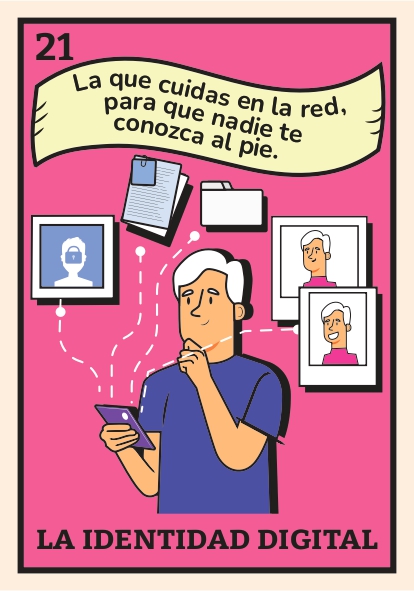 21
La que cuidas en la red,
para que nadie te
conozca al pie.
LA IDENTIDAD DIGITAL